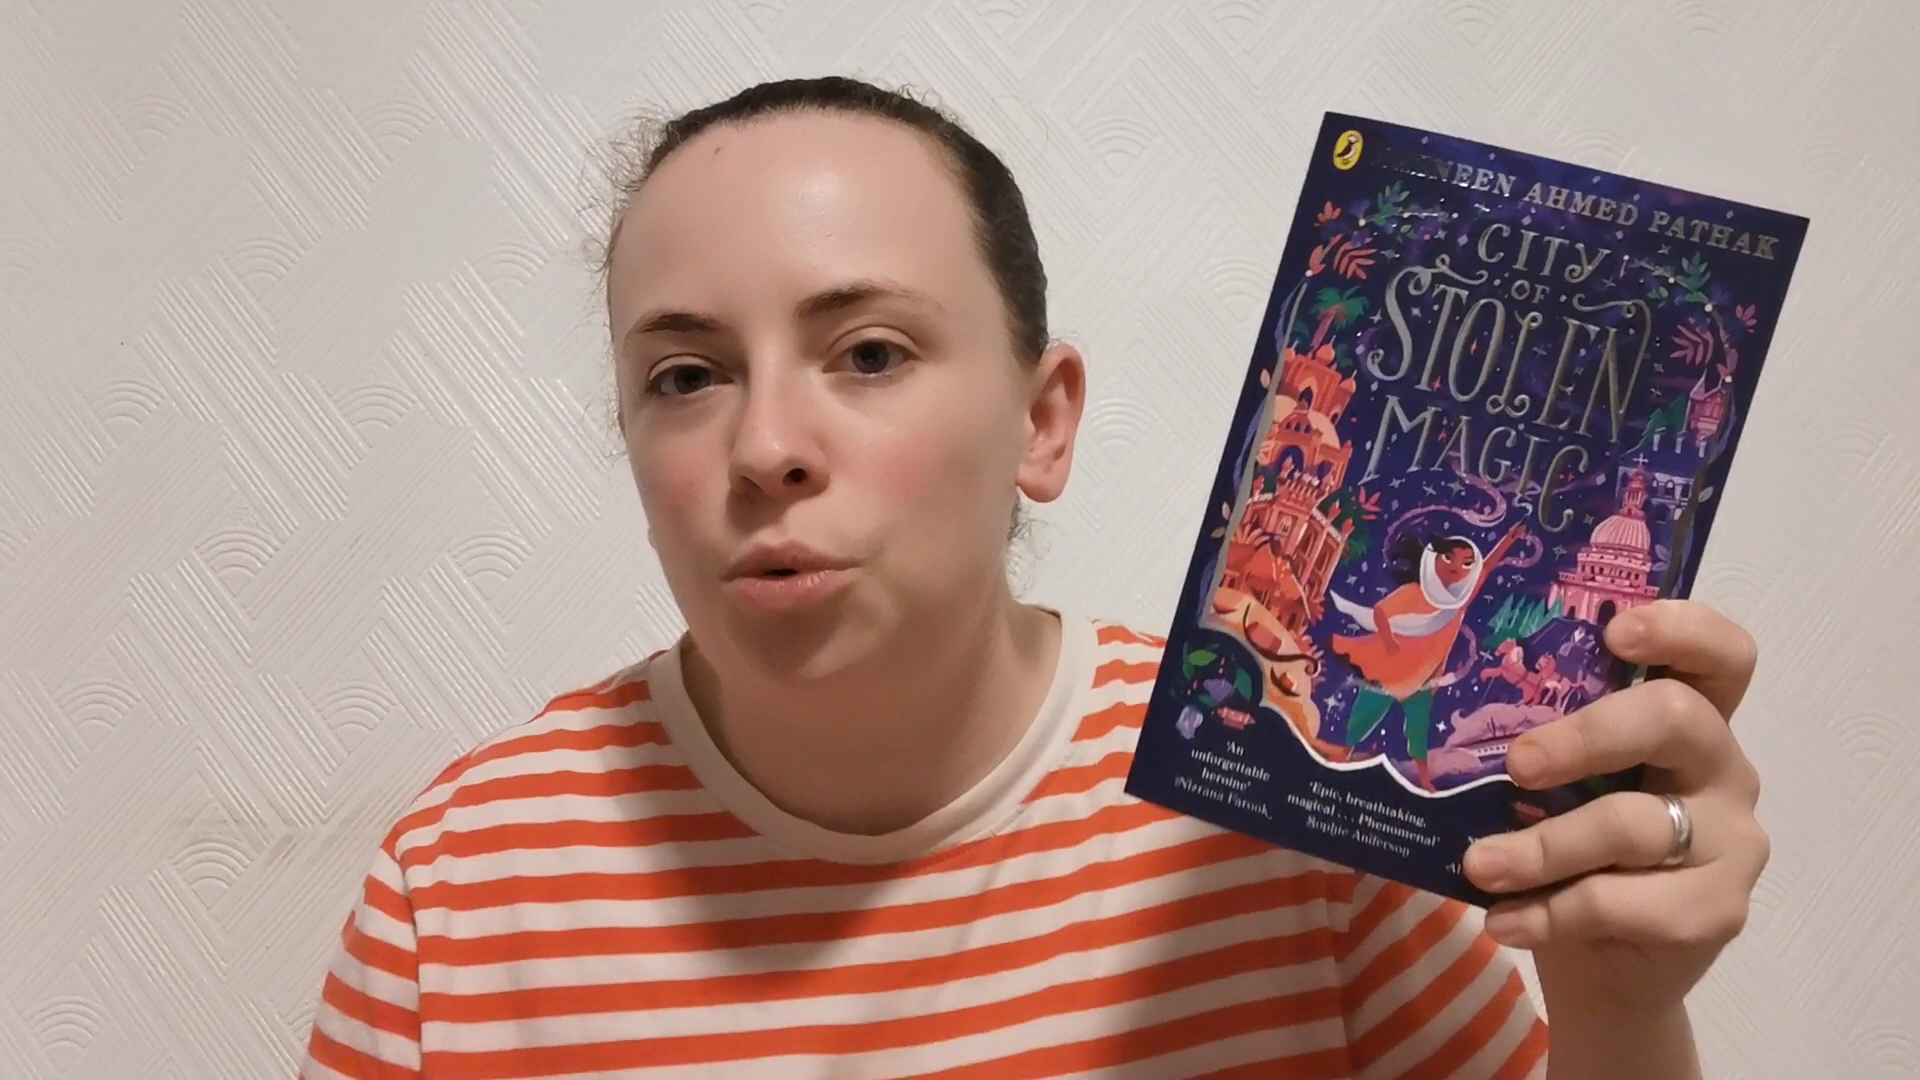 AHMED PATHAK
CITY
OF
STOLEN
MAGIC
'An
unforgettable
heroine'
Nizrana Farook
'Epic, breathtaking,
magical . . . Phenomenal'
Sophie Anderson